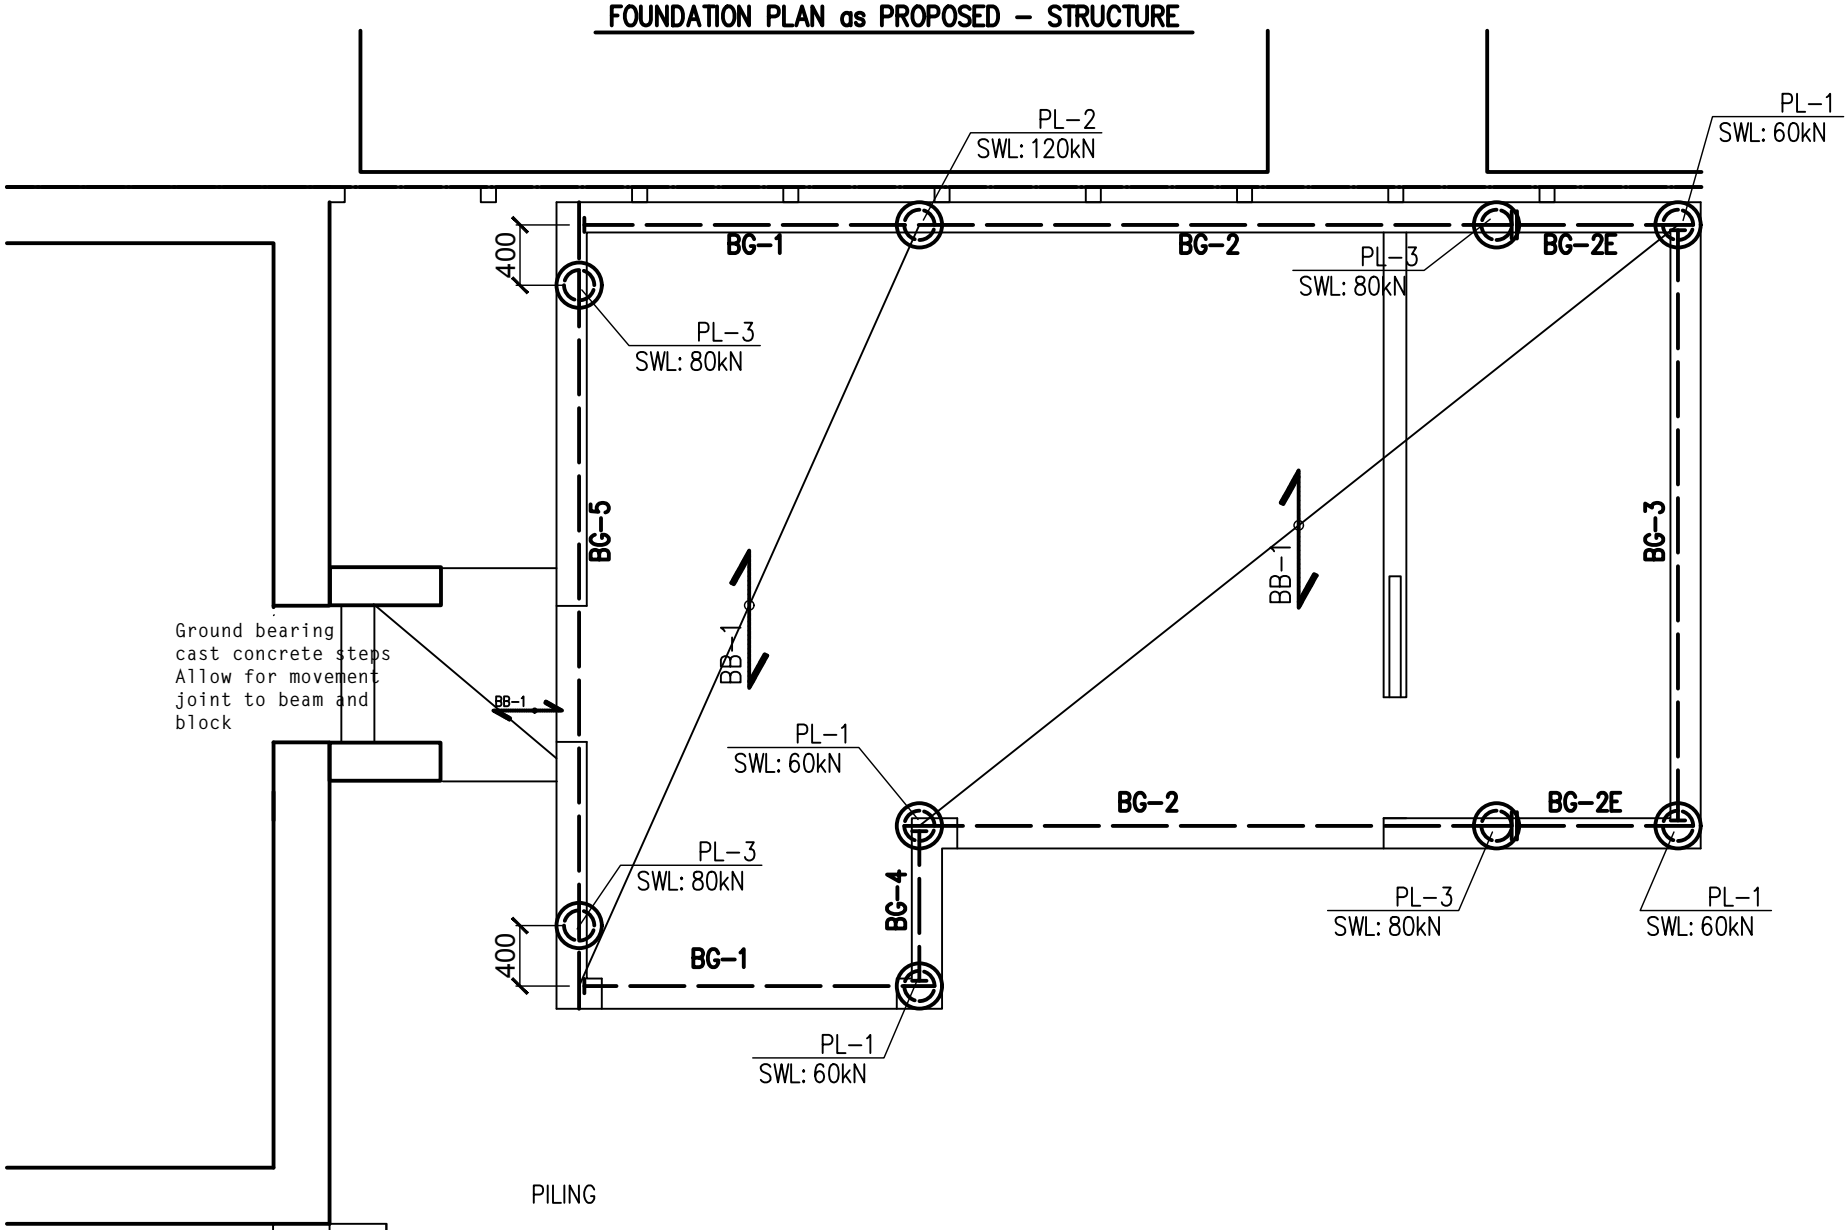 FOUNDATION PLAN as PROPOSED - STRUCTURE
PL-1
SWL: 60kN
PL-2
SWL: 120kN
BG-1
BG-2
BG-2E
400
PL-3
SWL: 80kN
PL-3
SWL: 80kN
BG-5
BG-3
BB-1
BB-1
Ground bearing
cast concrete steps
Allow for movement
joint to beam and
block
BB-1
PL-1
SWL: 60kN
BG-2
BG-2E
PL-3
SWL: 80kN
BG-4
PL-3
SWL: 80kN
PL-1
SWL: 60kN
400
BG-1
PL-1
SWL: 60kN
PILING